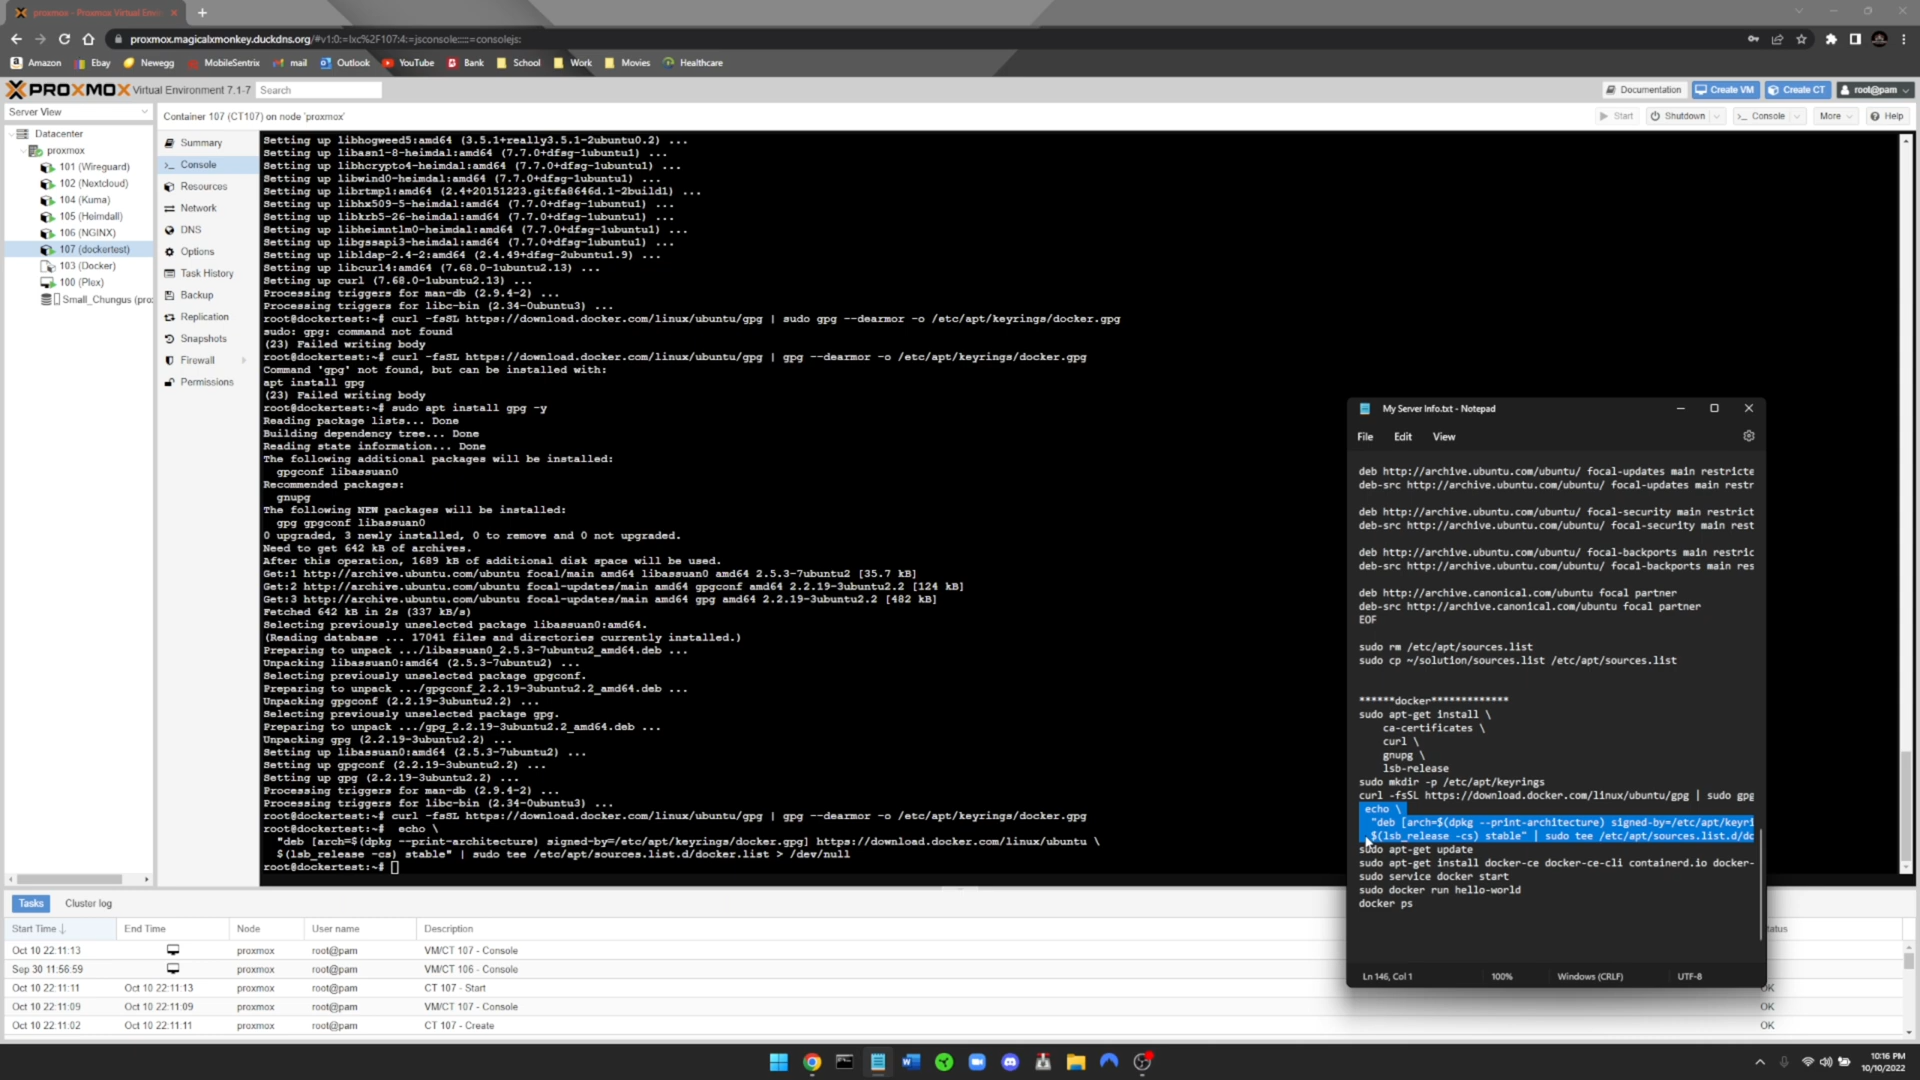 proxmox - Proxmox Virtual Envi
proxmox.magicalxmonkey.duckdns.org/#v1:0:=lxc%2F107:4:=jsconsole:::::=consolejs:
Amazon Ebay Newegg MobileSentrix mail Outlook YouTube Bank School Work Movies Healthcare
PROXMOX Virtual Environment 7.1-7 Search
Documentation Create VM Create CT root@pam
Server View
Container 107 (CT107) on node 'proxmox'
Start Shutdown Console More Help
Datacenter
proxmox
101 (Wireguard)
102 (Nextcloud)
104 (Kuma)
105 (Heimdall)
106 (NGINX)
107 (dockertest)
103 (Docker)
100 (Plex)
Small_Chungus (prox
Summary
Console
Resources
Network
DNS
Options
Task History
Backup
Replication
Snapshots
Firewall
Permissions
Setting up libhogweed5:amd64 (3.5.1+really3.5.1-2ubuntu0.2) ...
Setting up libasn1-8-heimdal:amd64 (7.7.0+dfsg-1ubuntu1) ...
Setting up libhcrypto4-heimdal:amd64 (7.7.0+dfsg-1ubuntu1) ...
Setting up libwind0-heimdal:amd64 (7.7.0+dfsg-1ubuntu1) ...
Setting up librtmp1:amd64 (2.4+20151223.gitfa8646d.1-2build1) ...
Setting up libhx509-5-heimdal:amd64 (7.7.0+dfsg-1ubuntu1) ...
Setting up libkrb5-26-heimdal:amd64 (7.7.0+dfsg-1ubuntu1) ...
Setting up libheimntlm0-heimdal:amd64 (7.7.0+dfsg-1ubuntu1) ...
Setting up libgssapi3-heimdal:amd64 (7.7.0+dfsg-1ubuntu1) ...
Setting up libldap-2.4-2:amd64 (2.4.49+dfsg-2ubuntu1.9) ...
Setting up libcurl4:amd64 (7.68.0-1ubuntu2.13) ...
Setting up curl (7.68.0-1ubuntu2.13) ...
Processing triggers for man-db (2.9.4-2) ...
Processing triggers for libc-bin (2.34-0ubuntu3) ...
root@dockertest:~# curl -fsSL https://download.docker.com/linux/ubuntu/gpg | sudo gpg --dearmor -o /etc/apt/keyrings/docker.gpg
sudo: gpg: command not found
(23) Failed writing body
root@dockertest:~# curl -fsSL https://download.docker.com/linux/ubuntu/gpg | gpg --dearmor -o /etc/apt/keyrings/docker.gpg
Command 'gpg' not found, but can be installed with:
apt install gpg
(23) Failed writing body
root@dockertest:~# sudo apt install gpg -y
Reading package lists... Done
Building dependency tree... Done
Reading state information... Done
The following additional packages will be installed:
gpgconf libassuan0
Recommended packages:
gnupg
The following NEW packages will be installed:
gpg gpgconf libassuan0
0 upgraded, 3 newly installed, 0 to remove and 0 not upgraded.
Need to get 642 kB of archives.
After this operation, 1689 kB of additional disk space will be used.
Get:1 http://archive.ubuntu.com/ubuntu focal/main amd64 libassuan0 amd64 2.5.3-7ubuntu2 [35.7 kB]
Get:2 http://archive.ubuntu.com/ubuntu focal-updates/main amd64 gpgconf amd64 2.2.19-3ubuntu2.2 [124 kB]
Get:3 http://archive.ubuntu.com/ubuntu focal-updates/main amd64 gpg amd64 2.2.19-3ubuntu2.2 [482 kB]
Fetched 642 kB in 2s (337 kB/s)
Selecting previously unselected package libassuan0:amd64.
(Reading database ... 17041 files and directories currently installed.)
Preparing to unpack .../libassuan0_2.5.3-7ubuntu2_amd64.deb ...
Unpacking libassuan0:amd64 (2.5.3-7ubuntu2) ...
Selecting previously unselected package gpgconf.
Preparing to unpack .../gpgconf_2.2.19-3ubuntu2.2_amd64.deb ...
Unpacking gpgconf (2.2.19-3ubuntu2.2) ...
Selecting previously unselected package gpg.
Preparing to unpack .../gpg_2.2.19-3ubuntu2.2_amd64.deb ...
Unpacking gpg (2.2.19-3ubuntu2.2) ...
Setting up libassuan0:amd64 (2.5.3-7ubuntu2) ...
Setting up gpgconf (2.2.19-3ubuntu2.2) ...
Setting up gpg (2.2.19-3ubuntu2.2) ...
Processing triggers for man-db (2.9.4-2) ...
Processing triggers for libc-bin (2.34-0ubuntu3) ...
root@dockertest:~# curl -fsSL https://download.docker.com/linux/ubuntu/gpg | gpg --dearmor -o /etc/apt/keyrings/docker.gpg
root@dockertest:~# echo \
"deb [arch=$(dpkg --print-architecture) signed-by=/etc/apt/keyrings/docker.gpg] https://download.docker.com/linux/ubuntu \
$(lsb_release -cs) stable" | sudo tee /etc/apt/sources.list.d/docker.list > /dev/null
root@dockertest:~#
My Server Info.txt - Notepad
File Edit View
deb http://archive.ubuntu.com/ubuntu/ focal-updates main restricte
deb-src http://archive.ubuntu.com/ubuntu/ focal-updates main restr
deb http://archive.ubuntu.com/ubuntu/ focal-security main restrict
deb-src http://archive.ubuntu.com/ubuntu/ focal-security main rest
deb http://archive.ubuntu.com/ubuntu/ focal-backports main restric
deb-src http://archive.ubuntu.com/ubuntu/ focal-backports main res
deb http://archive.canonical.com/ubuntu focal partner
deb-src http://archive.canonical.com/ubuntu focal partner
EOF
sudo rm /etc/apt/sources.list
sudo cp ~/solution/sources.list /etc/apt/sources.list
******docker*************
sudo apt-get install \
ca-certificates \
curl \
gnupg \
lsb-release
sudo mkdir -p /etc/apt/keyrings
curl -fsSL https://download.docker.com/linux/ubuntu/gpg | sudo gpg
echo \
"deb [arch=$(dpkg --print-architecture) signed-by=/etc/apt/keyri
$(lsb_release -cs) stable" | sudo tee /etc/apt/sources.list.d/do
sudo apt-get update
sudo apt-get install docker-ce docker-ce-cli containerd.io docker-
sudo service docker start
sudo docker run hello-world
docker ps
Ln 146, Col 1 100% Windows (CRLF) UTF-8
Tasks Cluster log
Start Time End Time Node User name Description tatus
Oct 10 22:11:13 proxmox root@pam VM/CT 107 - Console
Sep 30 11:56:59 proxmox root@pam VM/CT 106 - Console
Oct 10 22:11:11 Oct 10 22:11:13 proxmox root@pam CT 107 - Start OK
Oct 10 22:11:09 Oct 10 22:11:09 proxmox root@pam VM/CT 107 - Console OK
Oct 10 22:11:02 Oct 10 22:11:11 proxmox root@pam CT 107 - Create OK
10:16 PM
10/10/2022